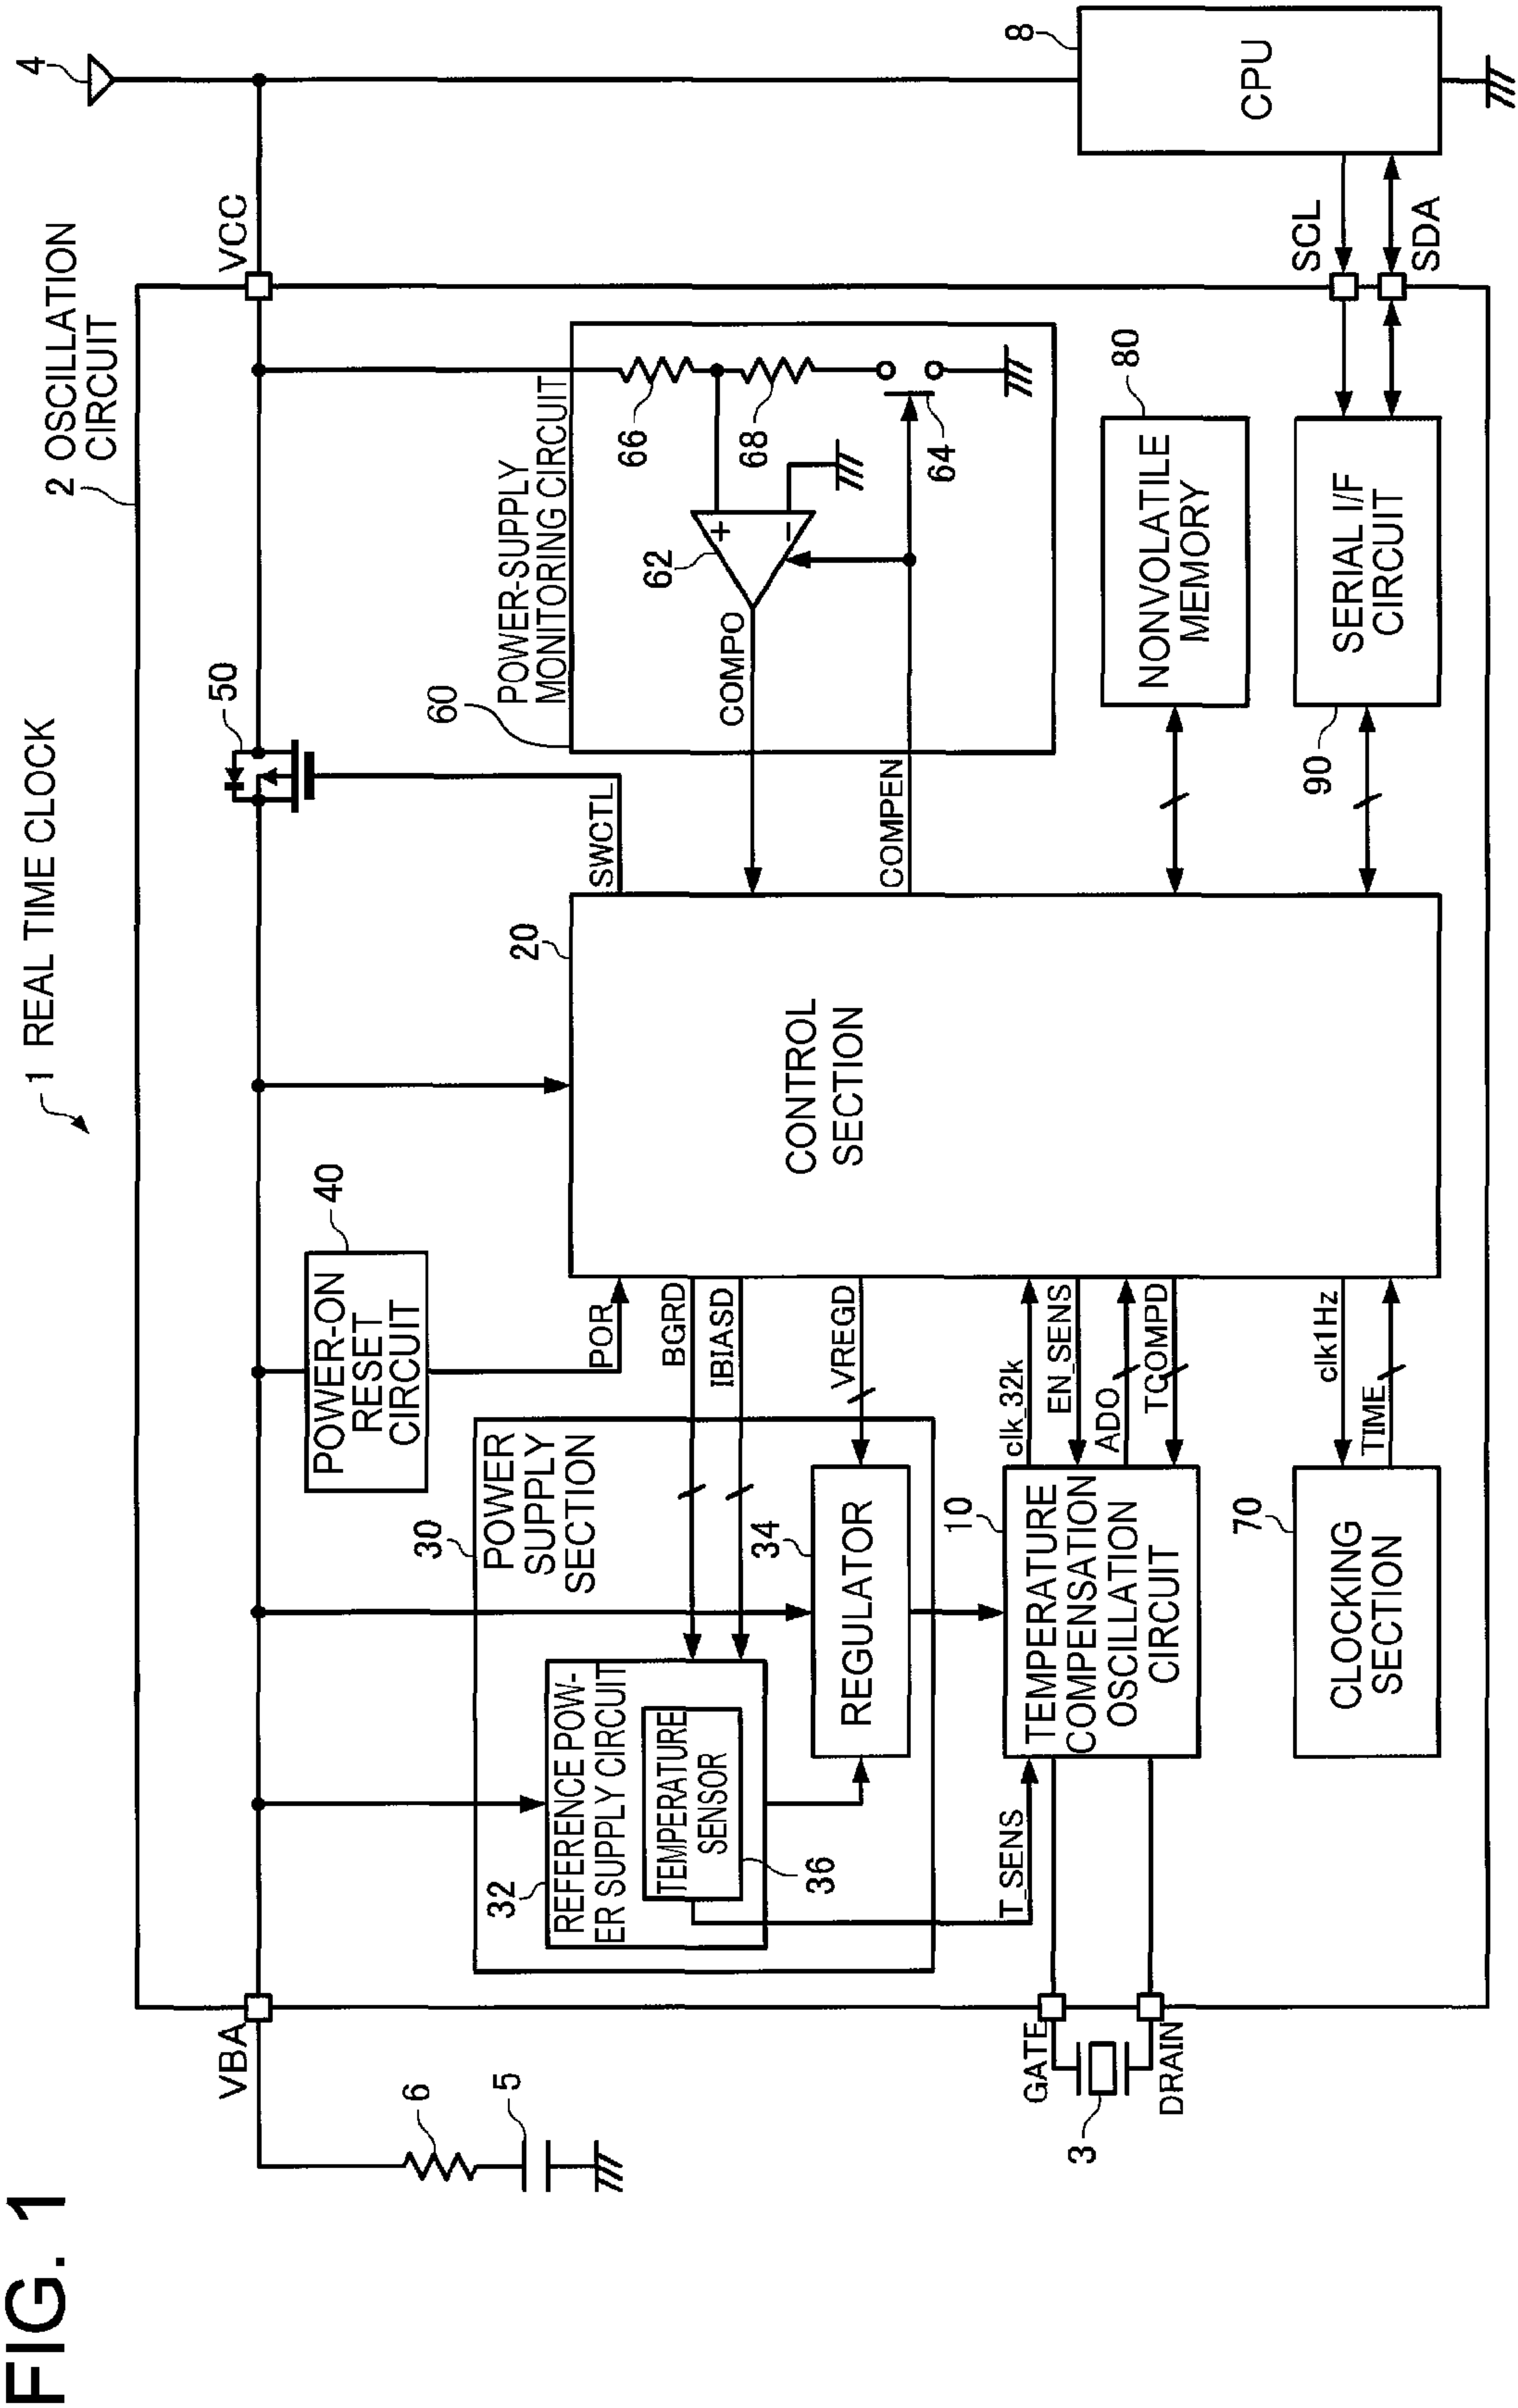 FIG. 1
1 REAL TIME CLOCK
2 OSCILLATION
CIRCUIT
4
VBA
VCC
50
6
5
40
POWER-ON
RESET
CIRCUIT
POR
SWCTL
30
POWER
SUPPLY
SECTION
32
REFERENCE POW-
ER SUPPLY CIRCUIT
TEMPERATURE
SENSOR
36
34
REGULATOR
BGRD
IBIASD
VREGD
20
CONTROL
SECTION
60
POWER-SUPPLY
MONITORING CIRCUIT
COMPO
COMPEN
62
+
−
66
68
64
T_SENS
10
TEMPERATURE
COMPENSATION
OSCILLATION
CIRCUIT
clk_32k
EN_SENS
ADO
TCOMPD
GATE
DRAIN
3
70
CLOCKING
SECTION
clk1Hz
TIME
80
NONVOLATILE
MEMORY
90
SERIAL I/F
CIRCUIT
SCL
SDA
8
CPU